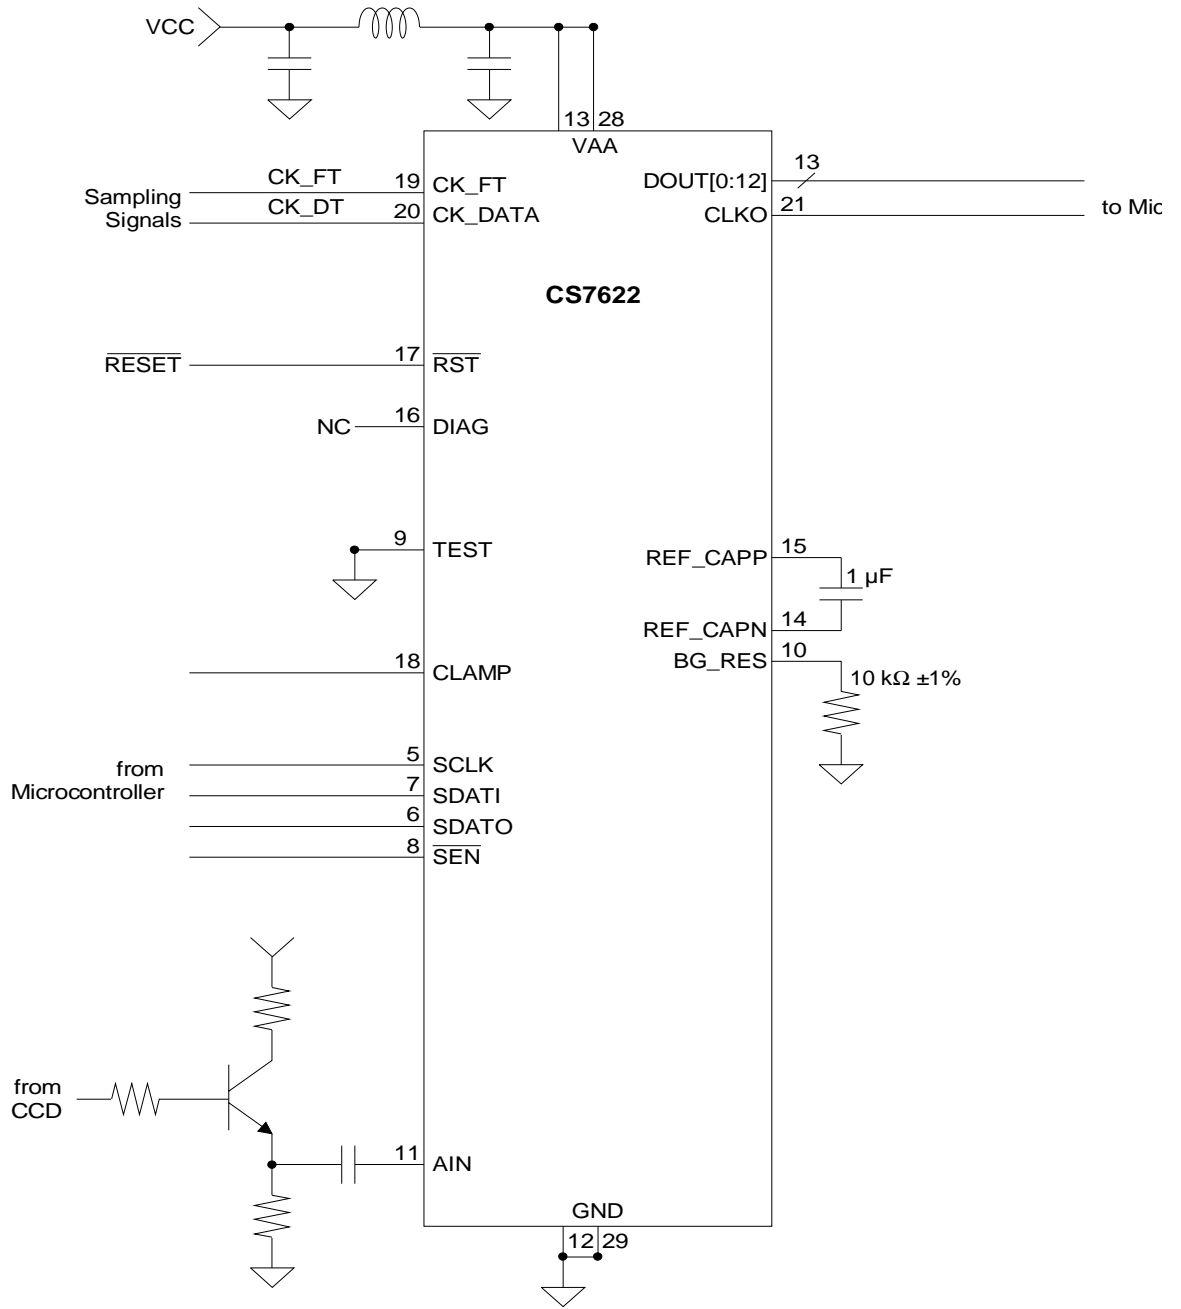 VCC
13 28
VAA
CK_FT
19 CK_FT
Sampling
Signals
CK_DT
20 CK_DATA
DOUT[0:12] 13
CLKO 21
to Mic
CS7622
RESET 17 RST
NC 16 DIAG
9 TEST
REF_CAPP 15
1 µF
REF_CAPN 14
BG_RES 10
10 kΩ ±1%
18 CLAMP
from
Microcontroller
5 SCLK
7 SDATI
6 SDATO
8 SEN
from
CCD
11 AIN
GND
12 29